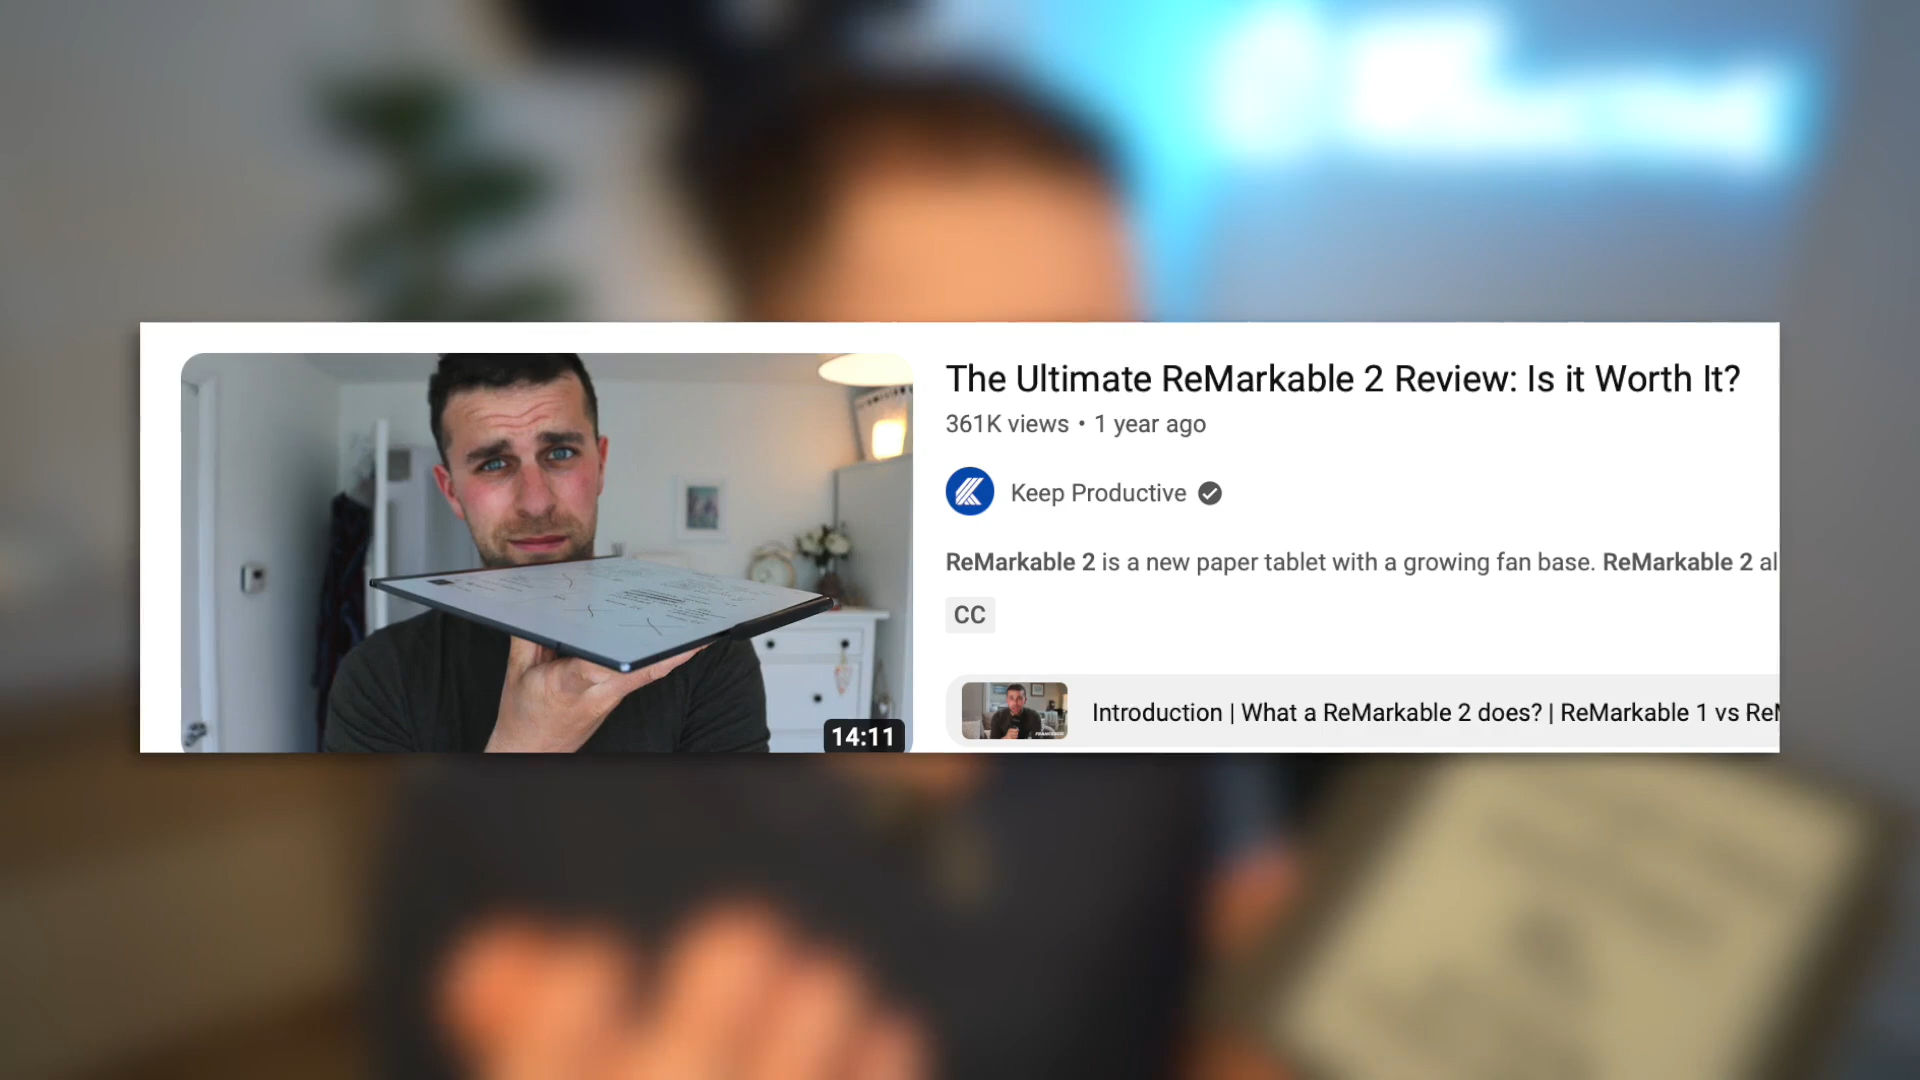 The Ultimate ReMarkable 2 Review: Is it Worth It?
361K views • 1 year ago
Keep Productive
ReMarkable 2 is a new paper tablet with a growing fan base. ReMarkable 2 al
CC
14:11
Introduction | What a ReMarkable 2 does? | ReMarkable 1 vs ReM